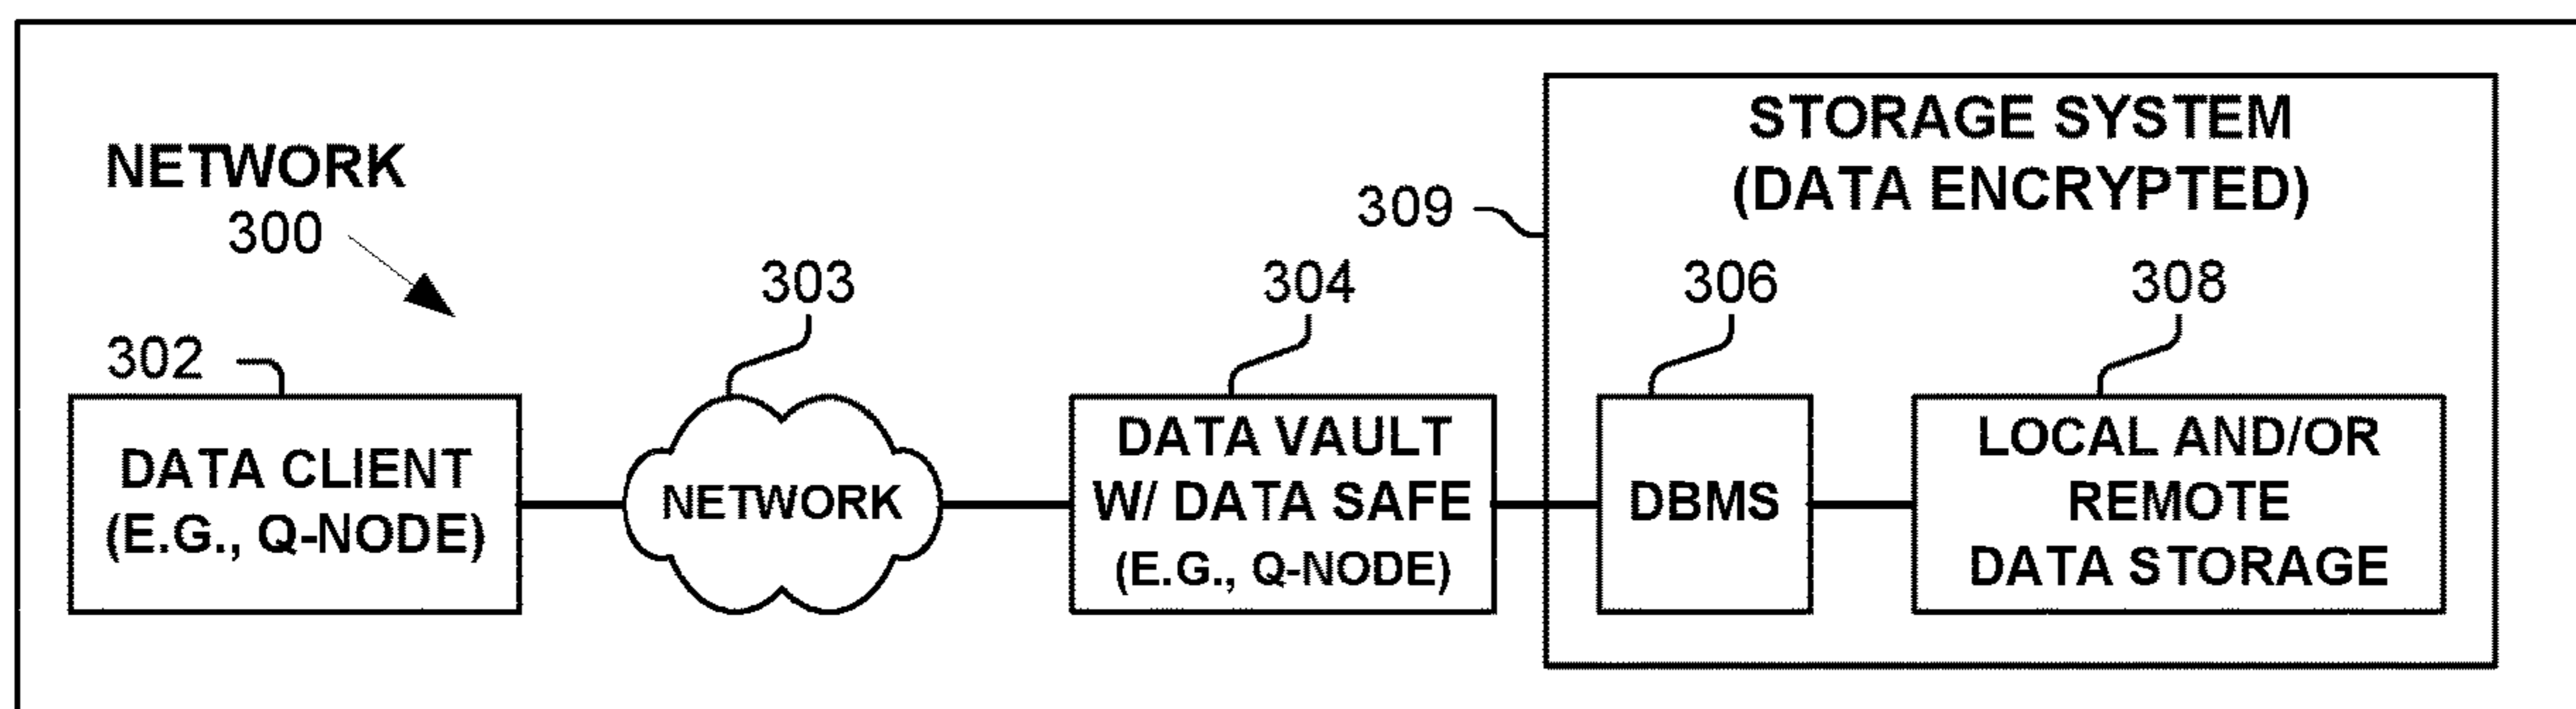 STORAGE SYSTEM
(DATA ENCRYPTED)
NETWORK
300
309
303
304
306
308
302
DATA CLIENT
(E.G., Q-NODE)
NETWORK
DATA VAULT
W/ DATA SAFE
(E.G., Q-NODE)
DBMS
LOCAL AND/OR
REMOTE
DATA STORAGE